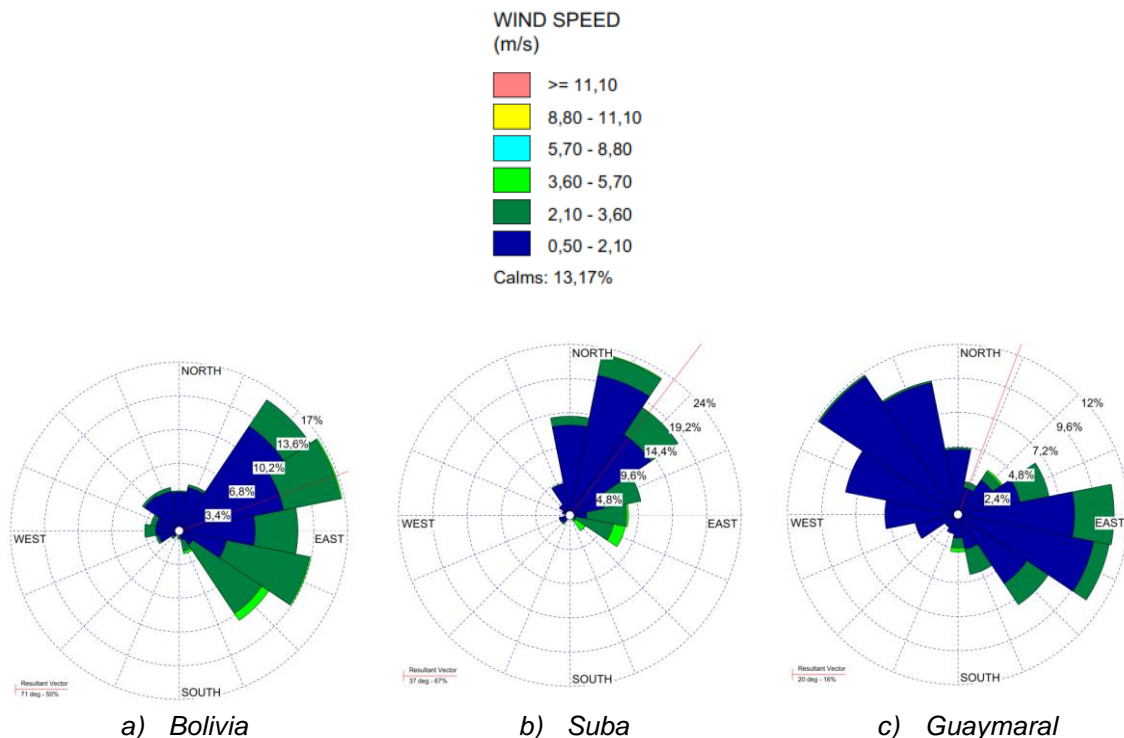 WIND SPEED
(m/s)
>= 11,10
8,80 - 11,10
5,70 - 8,80
3,60 - 5,70
2,10 - 3,60
0,50 - 2,10
Calms: 13,17%
NORTH
17%
13,6%
10,2%
6,8%
3,4%
WEST
EAST
SOUTH
Resultant Vector
71 deg - 50%
a) Bolivia
NORTH
24%
19,2%
14,4%
9,6%
4,8%
WEST
EAST
SOUTH
Resultant Vector
37 deg - 67%
b) Suba
NORTH
12%
9,6%
7,2%
4,8%
2,4%
WEST
EAST
SOUTH
Resultant Vector
20 deg - 16%
c) Guaymaral